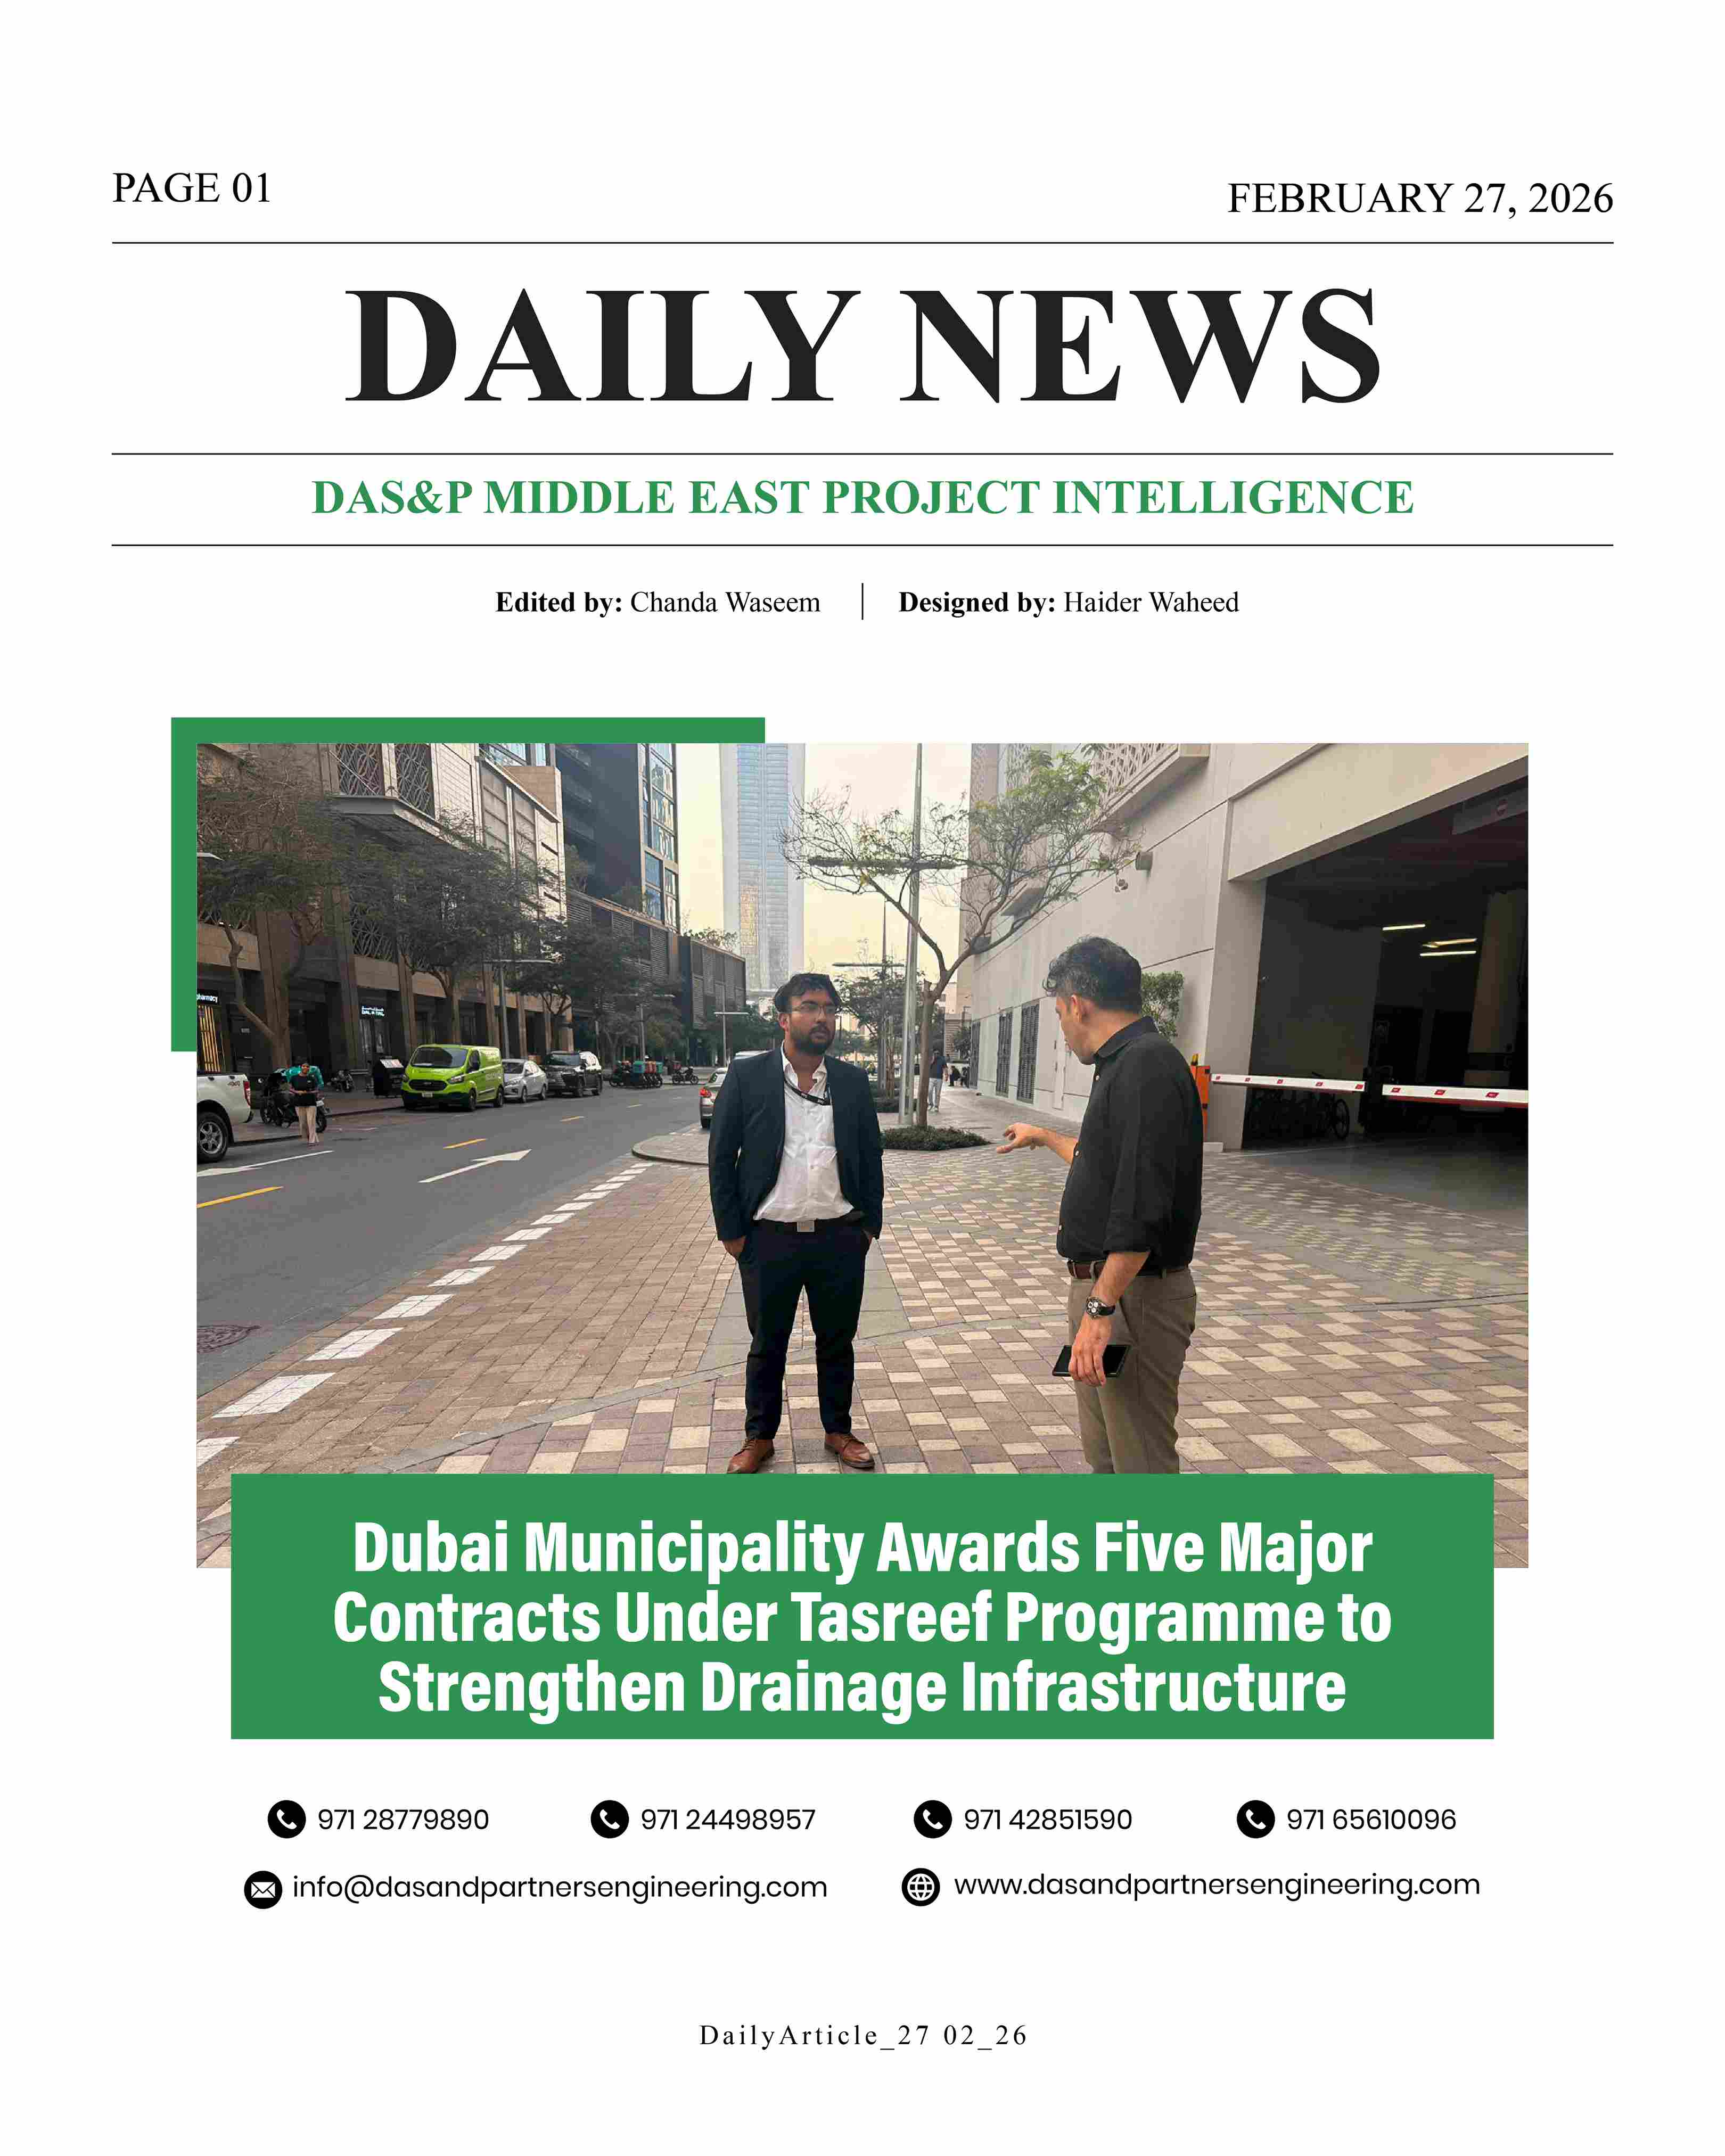 PAGE 01
FEBRUARY 27, 2026
DAILY NEWS
DAS&P MIDDLE EAST PROJECT INTELLIGENCE
Edited by: Chanda Waseem
Designed by: Haider Waheed
pharmacy
Dubai Municipality Awards Five Major
Contracts Under Tasreef Programme to
Strengthen Drainage Infrastructure
971 28779890
971 24498957
971 42851590
971 65610096
info@dasandpartnersengineering.com
www.dasandpartnersengineering.com
DailyArticle_27 02_26